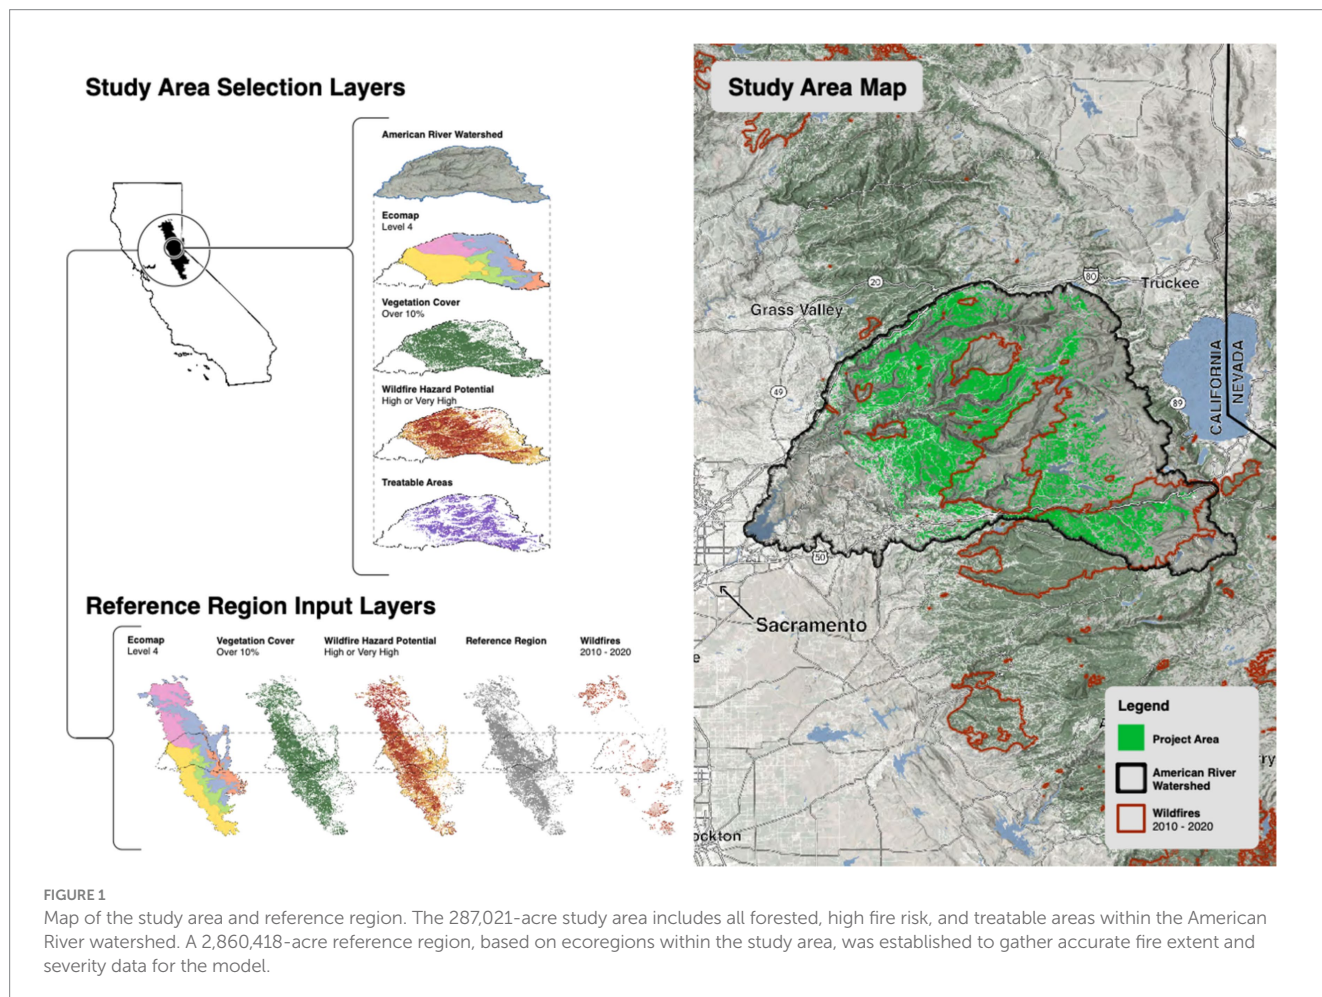 Study Area Selection Layers
American River Watershed
Ecomap
Level 4
Vegetation Cover
Over 10%
Wildfire Hazard Potential
High or Very High
Treatable Areas
Reference Region Input Layers
Ecomap
Level 4
Vegetation Cover
Over 10%
Wildfire Hazard Potential
High or Very High
Reference Region
Wildfires
2010 - 2020
Study Area Map
20
80
Truckee
Grass Valley
49
89
CALIFORNIA
NEVADA
50
Sacramento
e
ockton
Legend
Project Area
American River
Watershed
Wildfires
2010 - 2020
A
ry
FIGURE 1
Map of the study area and reference region. The 287,021-acre study area includes all forested, high fire risk, and treatable areas within the American
River watershed. A 2,860,418-acre reference region, based on ecoregions within the study area, was established to gather accurate fire extent and
severity data for the model.